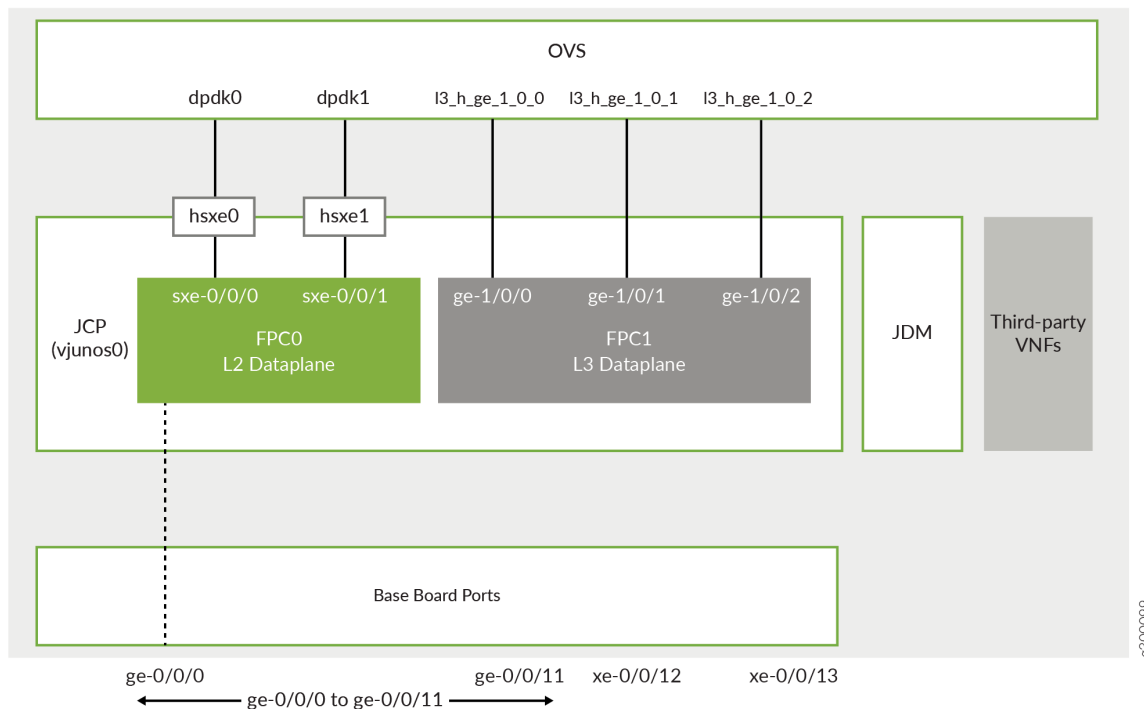 OVS
dpdk0 dpdk1 l3_h_ge_1_0_0 l3_h_ge_1_0_1 l3_h_ge_1_0_2
hsxe0 hsxe1
sxe-0/0/0 sxe-0/0/1 ge-1/0/0 ge-1/0/1 ge-1/0/2
JCP
(vjunos0)
FPC0
L2 Dataplane
FPC1
L3 Dataplane
JDM
Third-party
VNFs
Base Board Ports
ge-0/0/0 ge-0/0/11 xe-0/0/12 xe-0/0/13
ge-0/0/0 to ge-0/0/11